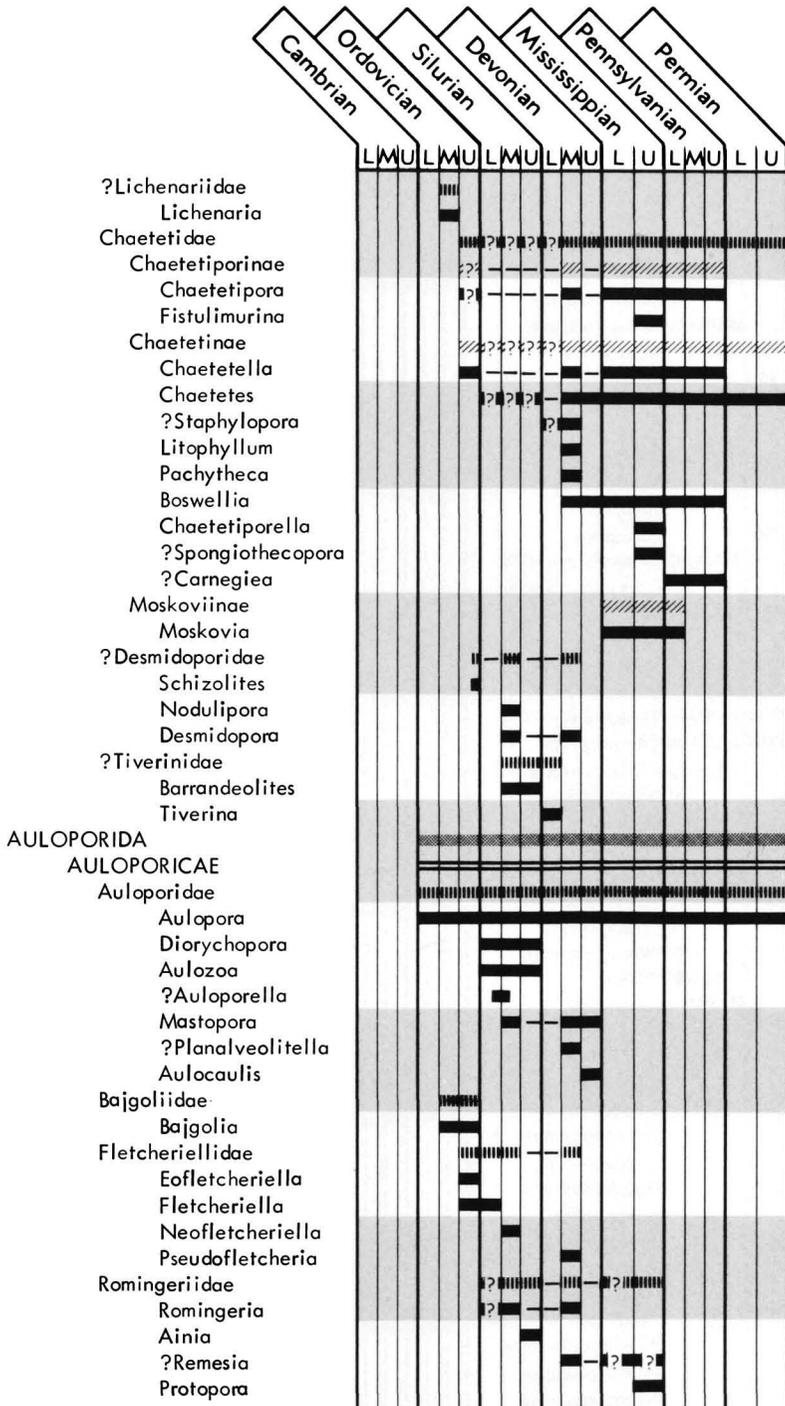 Cambrian
Ordovician
Silurian
Devonian
Mississippian
Pennsylvanian
Permian
L M U L M U L M U L M U L U L M U L U
?Lichenariidae
Lichenaria
Chaetetidae ? ? ? ?
Chaetetiporinae ?
Chaetetipora ?
Fistulimurina
Chaetetinae ? ? ? ?
Chaetetella
Chaetetes ? ? ?
?Staphylopora ?
Litophyllum
Pachytheca
Boswellia
Chaetetiporella
?Spongiothecopora
?Carnegiea
Moskoviinae
Moskovia
?Desmidoporidae
Schizolites
Nodulipora
Desmidopora
?Tiverinidae
Barrandeolites
Tiverina
AULOPORIDA
AULOPORICAE
Auloporidae
Aulopora
Diorychopora
Aulozoa
?Auloporella
Mastopora
?Planalveolitella
Aulocaulis
Bajgoliidae
Bajgolia
Fletcheriellidae
Eofletcheriella
Fletcheriella
Neofletcheriella
Pseudofletcheria
Romingeriidae ? ?
Romingeria ?
Ainia
?Remesia ? ?
Protopora